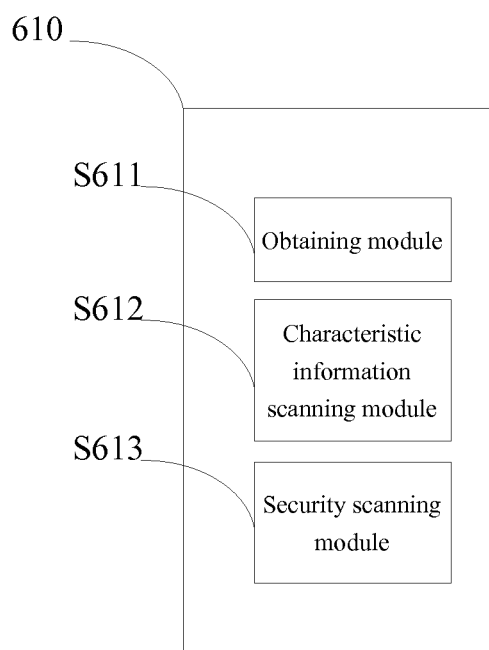 610
S611
Obtaining module
S612
Characteristic
information
scanning module
S613
Security scanning
module